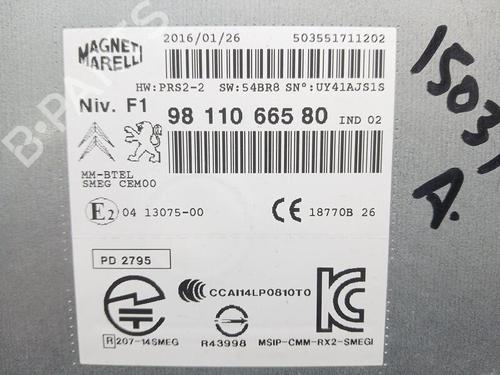 MAGNETI
MARELLI
2016/01/26
503551711202
HW:PRS2-2 SW:54BR8 SN°:UY41AJS1S
Niv. F1
98 110 665 80 IND 02
MM-BTEL
SMEG CEM00
E2 04 13075-00
CE 18770B 26
PD 2795
CCAI14LP0810T0
R 207-14SMEG
R43998
MSIP-CMM-RX2-SMEGI
A.
B-PARTS